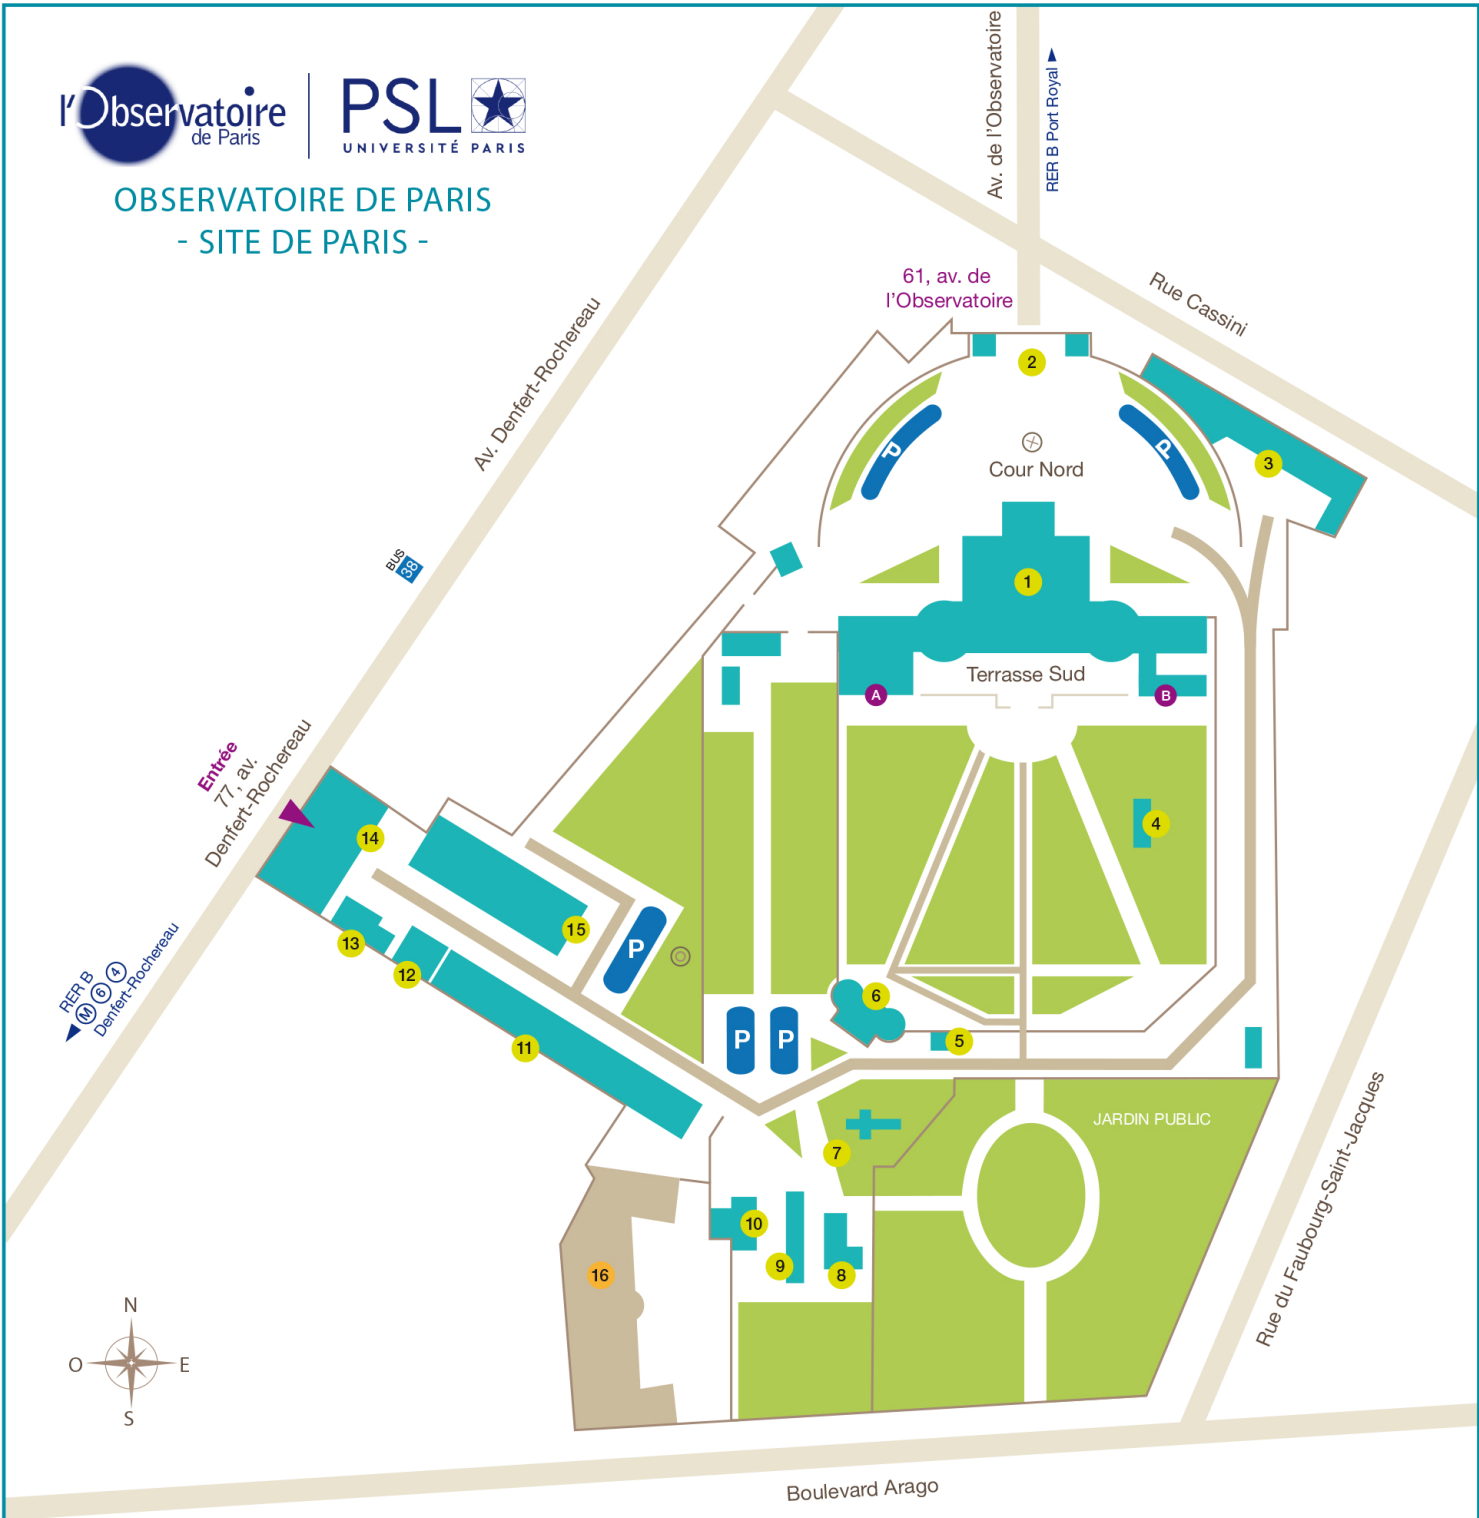 l'Observatoire
de Paris
PSL
UNIVERSITÉ PARIS
OBSERVATOIRE DE PARIS
- SITE DE PARIS -
Av. de l'Observatoire
RER B Port Royal
61, av. de
l'Observatoire
Rue Cassini
Av. Denfert-Rochereau
2
P
P
3
Cour Nord
BUS
38
1
Terrasse Sud
A
B
Entrée
77, av.
Denfert-Rochereau
4
14
15
13
12
P
RER B
M 6 4
Denfert-Rochereau
6
5
P
P
11
JARDIN PUBLIC
7
10
9
8
16
Rue du Faubourg-Saint-Jacques
N
O
E
S
Boulevard Arago